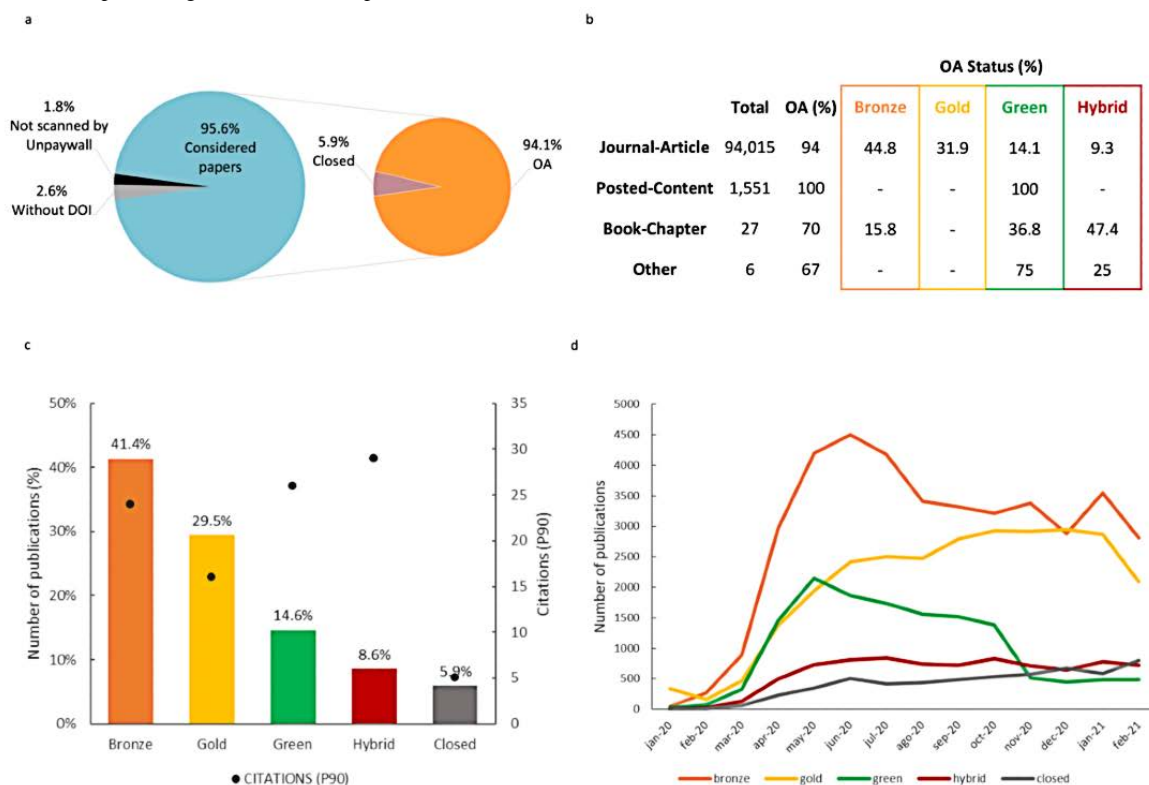 a
1.8%
Not scanned by
Unpaywall
2.6%
Without DOI
95.6%
Considered
papers
5.9%
Closed
94.1%
OA
b
OA Status (%)
Total OA (%) Bronze Gold Green Hybrid
Journal-Article 94,015 94 44.8 31.9 14.1 9.3
Posted-Content 1,551 100 - - 100 -
Book-Chapter 27 70 15.8 - 36.8 47.4
Other 6 67 - - 75 25
c
Number of publications (%)
50%
40%
30%
20%
10%
0%
41.4%
29.5%
14.6%
8.6%
5.9%
35
30
25
20
15
10
5
0
Citations (P90)
Bronze Gold Green Hybrid Closed
● CITATIONS (P90)
d
Number of publications
5000
4500
4000
3500
3000
2500
2000
1500
1000
500
0
jan-20 feb-20 mar-20 apr-20 may-20 jun-20 jul-20 ago-20 sep-20 oct-20 nov-20 dec-20 jan-21 feb-21
bronze gold green hybrid closed